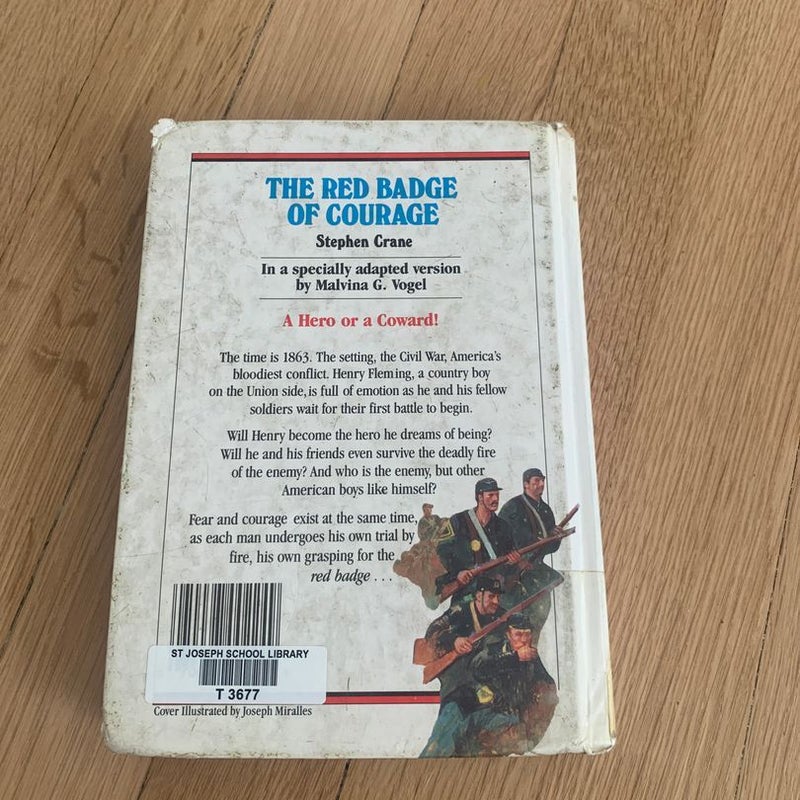 THE RED BADGE
OF COURAGE
Stephen Crane
In a specially adapted version
by Malvina G. Vogel
A Hero or a Coward!
The time is 1863. The setting, the Civil War, America's
bloodiest conflict. Henry Fleming, a country boy
on the Union side, is full of emotion as he and his fellow
soldiers wait for their first battle to begin.
Will Henry become the hero he dreams of being?
Will he and his friends even survive the deadly fire
of the enemy? And who is the enemy, but other
American boys like himself?
Fear and courage exist at the same time,
as each man undergoes his own trial by
fire, his own grasping for the
red badge . . .
ST JOSEPH SCHOOL LIBRARY
T 3677
Cover Illustrated by Joseph Miralles